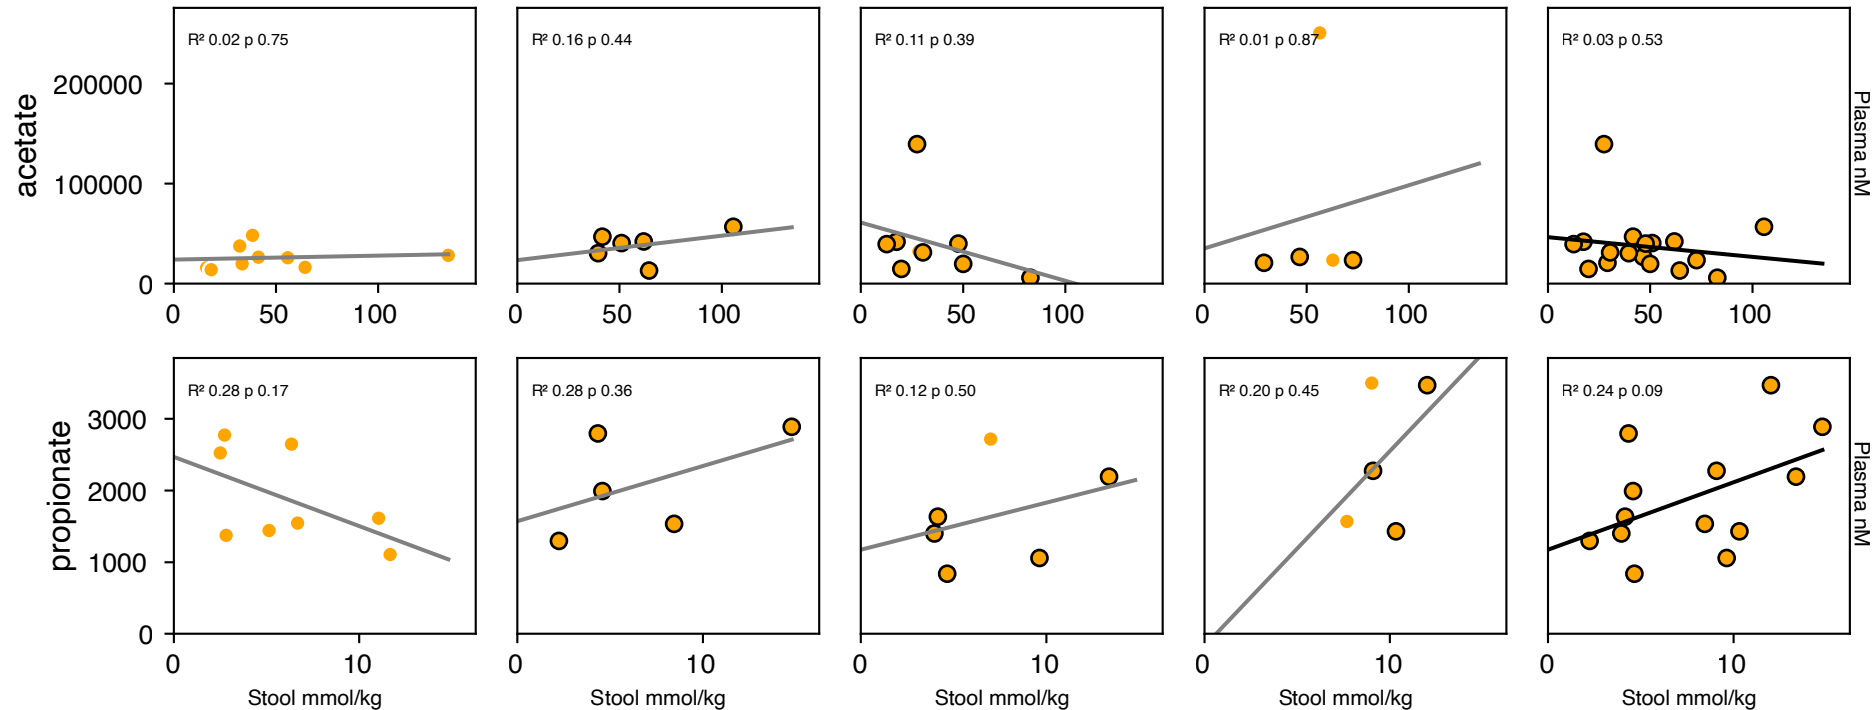 R² 0.02 p 0.75
R² 0.16 p 0.44
R² 0.11 p 0.39
R² 0.01 p 0.87
R² 0.03 p 0.53
acetate
200000
100000
0
Plasma nM
0 50 100
0 50 100
0 50 100
0 50 100
0 50 100
R² 0.28 p 0.17
R² 0.28 p 0.36
R² 0.12 p 0.50
R² 0.20 p 0.45
R² 0.24 p 0.09
propionate
3000
2000
1000
0
Plasma nM
0 10
0 10
0 10
0 10
0 10
Stool mmol/kg
Stool mmol/kg
Stool mmol/kg
Stool mmol/kg
Stool mmol/kg